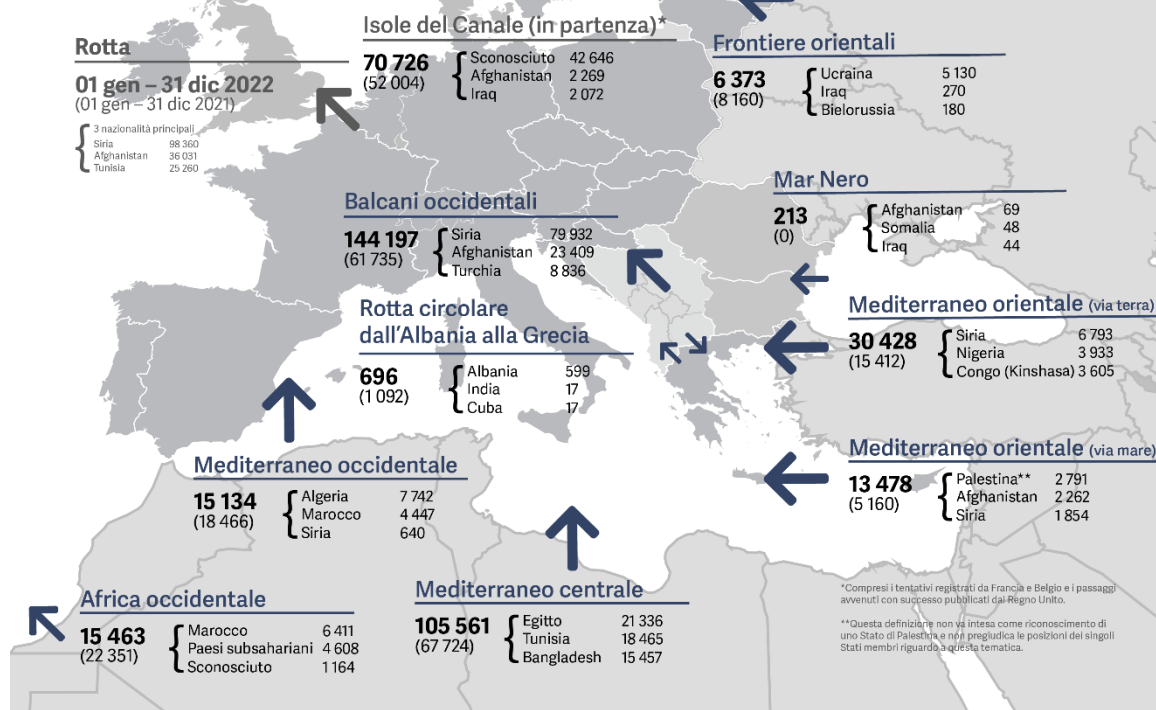 Rotta
01 gen – 31 dic 2022
(01 gen – 31 dic 2021)
3 nazionalità principali
Siria 98 360
Afghanistan 36 031
Tunisia 25 260
Isole del Canale (in partenza)*
70 726
(52 004)
Sconosciuto 42 646
Afghanistan 2 269
Iraq 2 072
Frontiere orientali
6 373
(8 160)
Ucraina 5 130
Iraq 270
Bielorussia 180
Mar Nero
213
(0)
Afghanistan 69
Somalia 48
Iraq 44
Balcani occidentali
144 197
(61 735)
Siria 79 932
Afghanistan 23 409
Turchia 8 836
Rotta circolare
dall'Albania alla Grecia
696
(1 092)
Albania 599
India 17
Cuba 17
Mediterraneo orientale (via terra)
30 428
(15 412)
Siria 6 793
Nigeria 3 933
Congo (Kinshasa) 3 605
Mediterraneo orientale (via mare)
13 478
(5 160)
Palestina** 2 791
Afghanistan 2 262
Siria 1 854
Mediterraneo occidentale
15 134
(18 466)
Algeria 7 742
Marocco 4 447
Siria 640
Africa occidentale
15 463
(22 351)
Marocco 6 411
Paesi subsahariani 4 608
Sconosciuto 1 164
Mediterraneo centrale
105 561
(67 724)
Egitto 21 336
Tunisia 18 465
Bangladesh 15 457
*Compresi i tentativi registrati da Francia e Belgio e i passaggi
avvenuti con successo pubblicati dal Regno Unito.
**Questa definizione non va intesa come riconoscimento di
uno Stato di Palestina e non pregiudica le posizioni dei singoli
Stati membri riguardo a questa tematica.